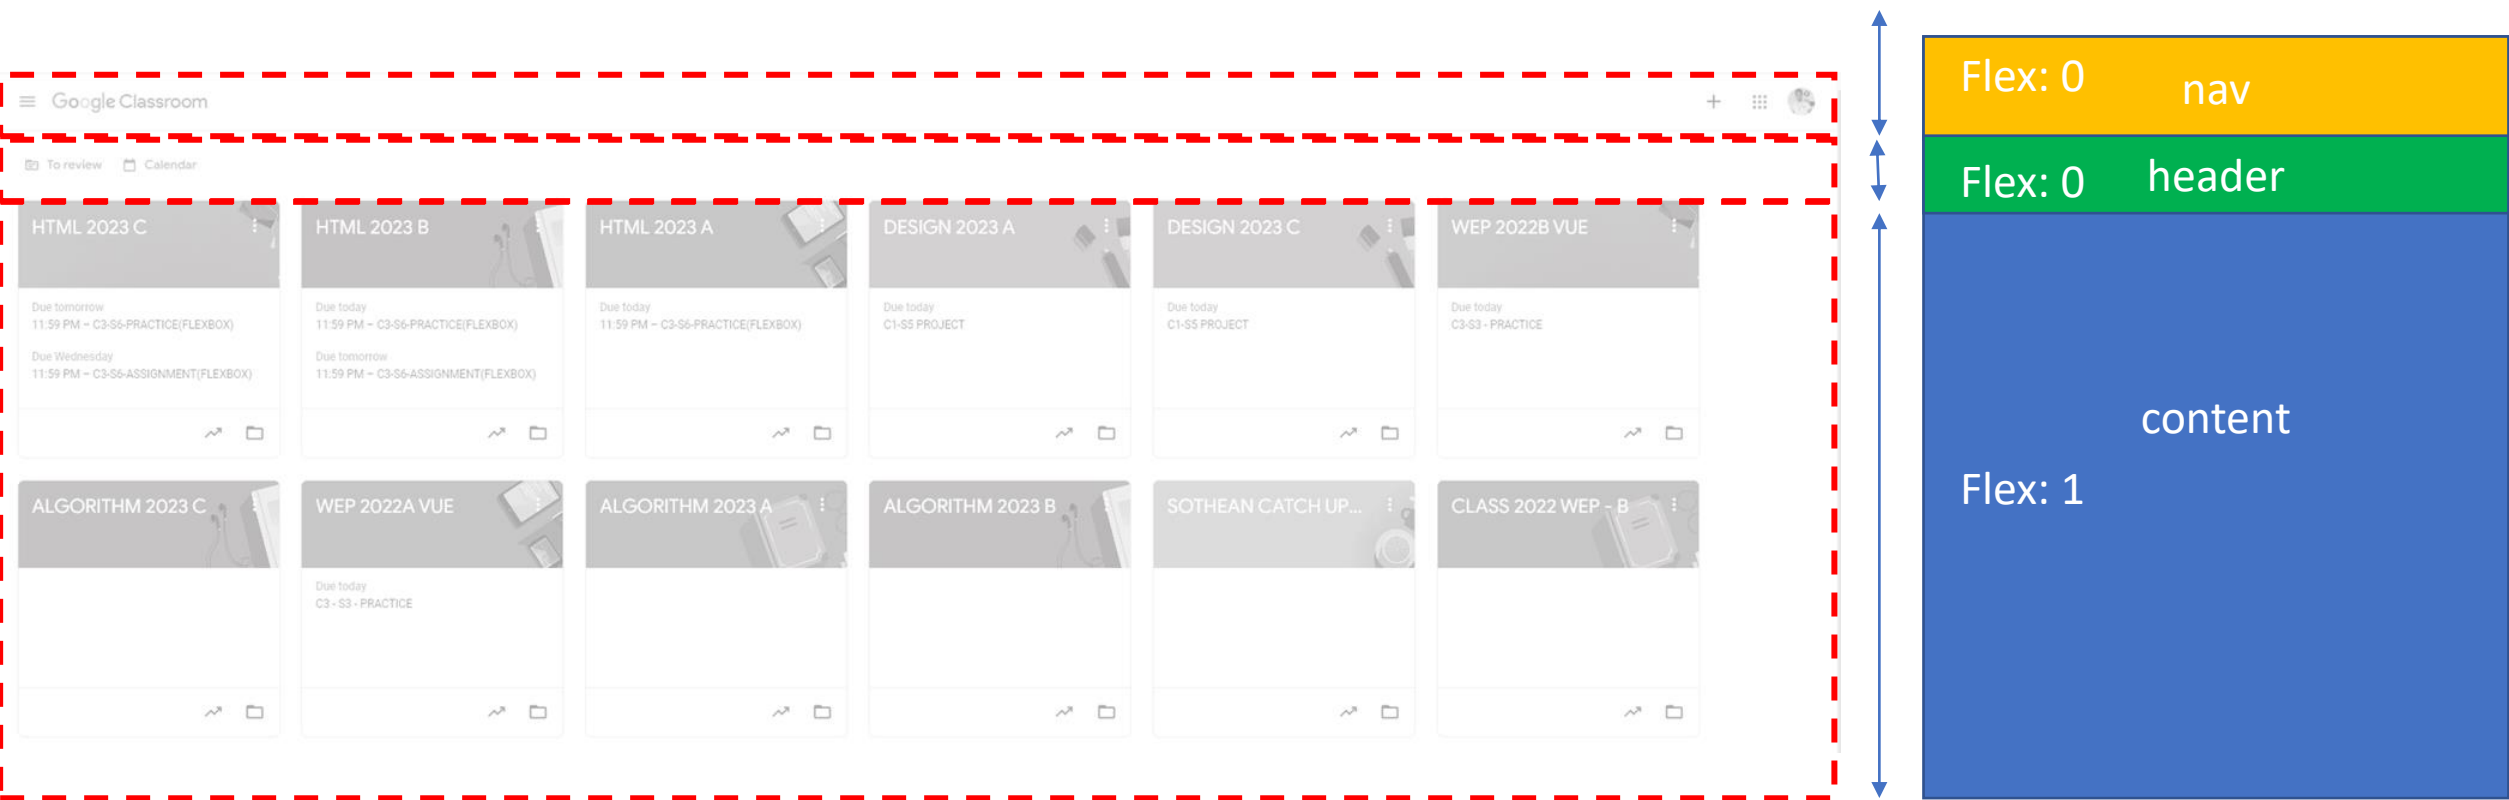 Google Classroom
To review Calendar
HTML 2023 C
Due tomorrow
11:59 PM – C3-S6-PRACTICE(FLEXBOX)
Due Wednesday
11:59 PM – C3-S6-ASSIGNMENT(FLEXBOX)
HTML 2023 B
Due today
11:59 PM – C3-S6-PRACTICE(FLEXBOX)
Due tomorrow
11:59 PM – C3-S6-ASSIGNMENT(FLEXBOX)
HTML 2023 A
Due today
11:59 PM – C3-S6-PRACTICE(FLEXBOX)
DESIGN 2023 A
Due today
C1-S5 PROJECT
DESIGN 2023 C
Due today
C1-S5 PROJECT
WEP 2022B VUE
Due today
C3-S3 - PRACTICE
ALGORITHM 2023 C
WEP 2022A VUE
Due today
C3 - S3 - PRACTICE
ALGORITHM 2023 A
ALGORITHM 2023 B
SOTHEAN CATCH UP...
CLASS 2022 WEP - B
Flex: 0 nav
Flex: 0 header
content
Flex: 1